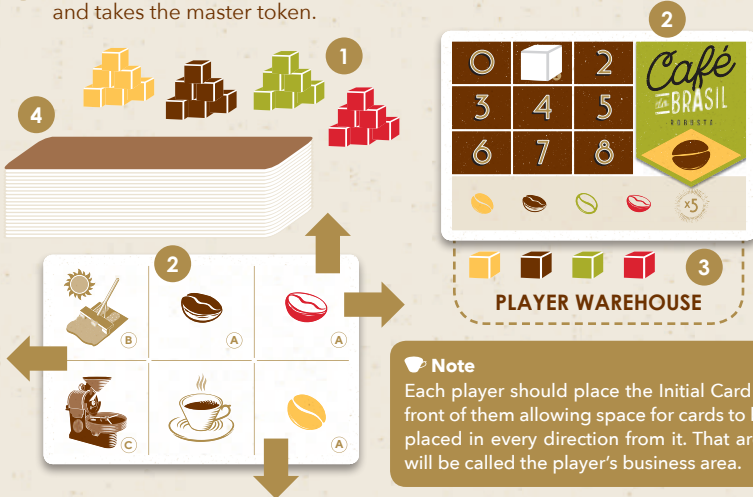 and takes the master token.
1
2
4
0 2
3 4 5
6 7 8
Café
do BRASIL
ROBUSTA
x5
3
PLAYER WAREHOUSE
2
B
A
A
C
A
Note
Each player should place the Initial Card
front of them allowing space for cards to
placed in every direction from it. That
will be called the player's business area.